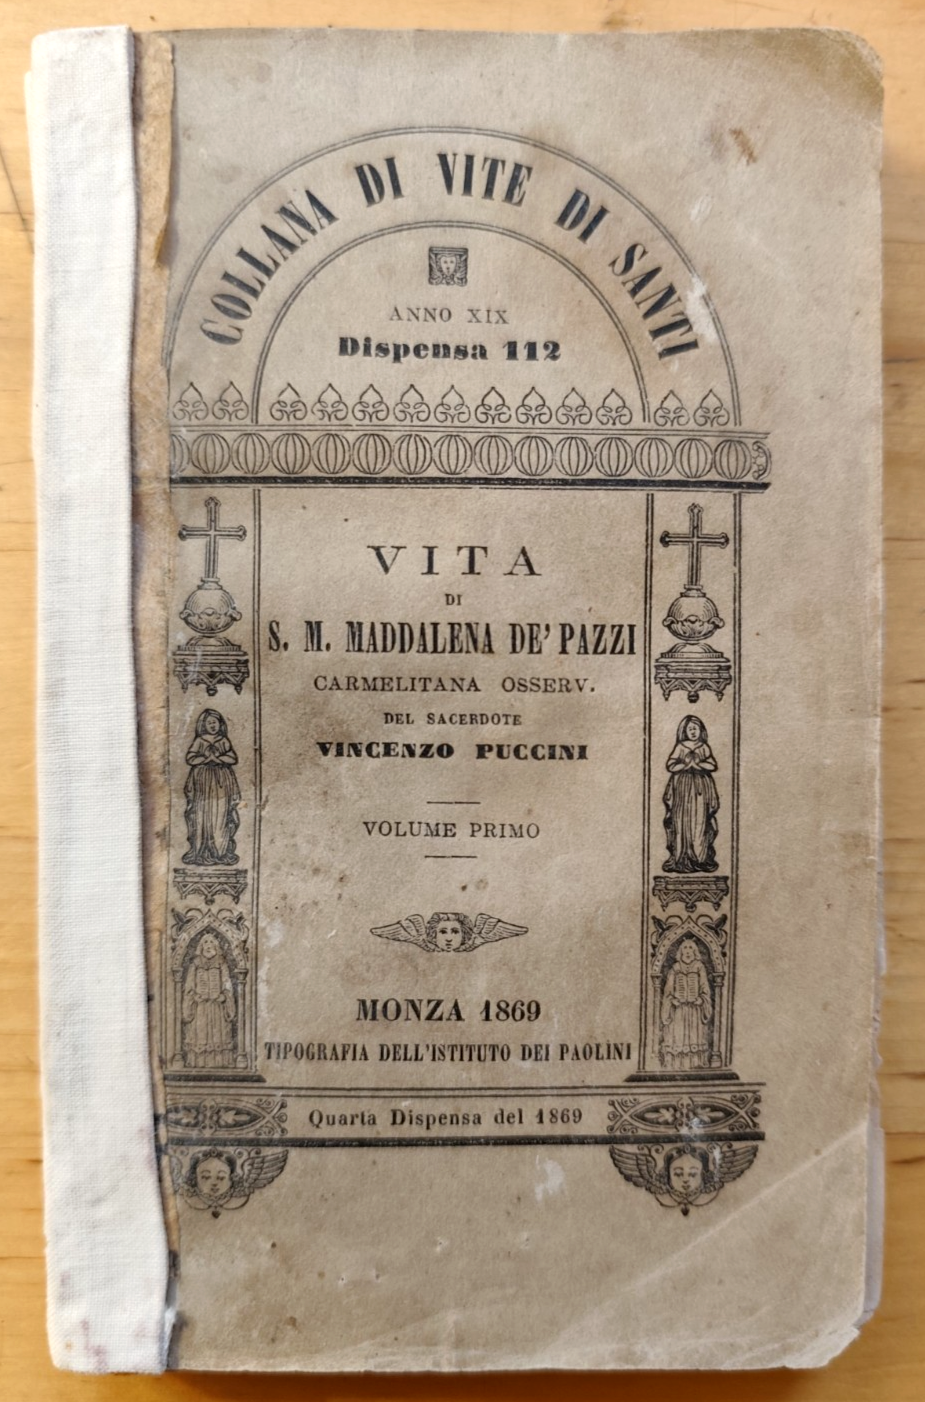 COLLANA DI VITE DI SANTI
ANNO XIX
Dispensa 112
VITA
DI
S. M. MADDALENA DE' PAZZI
CARMELITANA OSSERV.
DEL SACERDOTE
VINCENZO PUCCINI
VOLUME PRIMO
MONZA 1869
TIPOGRAFIA DELL'ISTITUTO DEI PAOLINI
Quarta Dispensa del 1869